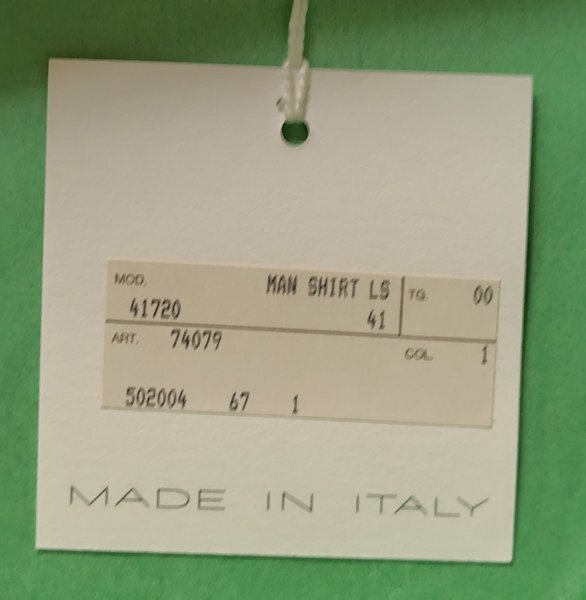 MOD. MAN SHIRT LS TG. 00
41720 41
ART. 74079 COL. 1
502004 67 1
MADE IN ITALY